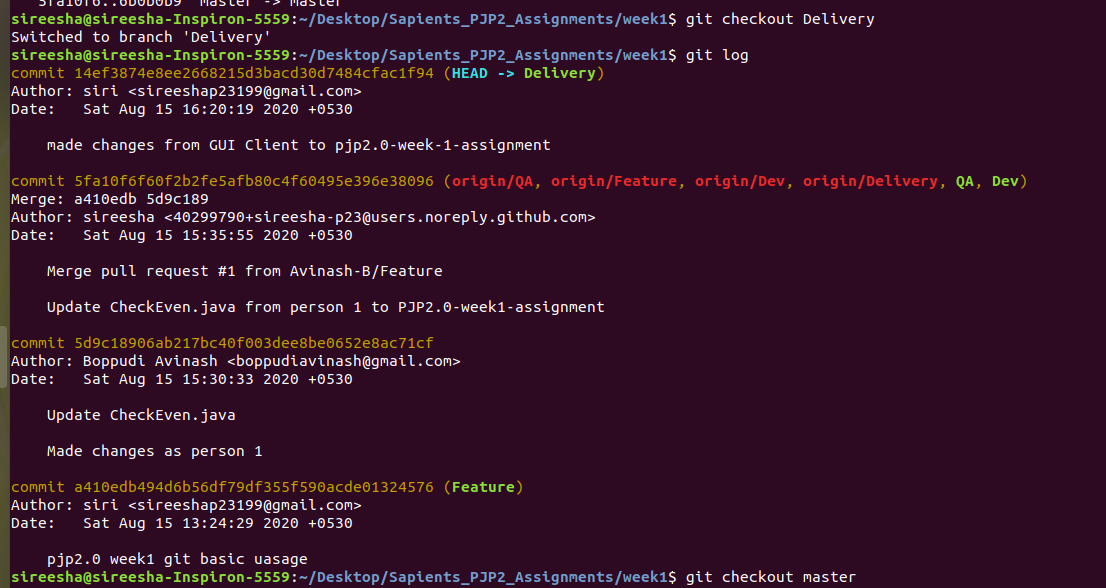 5fa10f6..6b0b0b9  master -> master
sireesha@sireesha-Inspiron-5559:~/Desktop/Sapients_PJP2_Assignments/week1$ git checkout Delivery
Switched to branch 'Delivery'
sireesha@sireesha-Inspiron-5559:~/Desktop/Sapients_PJP2_Assignments/week1$ git log
commit 14ef3874e8ee2668215d3bacd30d7484cfac1f94 (HEAD -> Delivery)
Author: siri <sireeshap23199@gmail.com>
Date:   Sat Aug 15 16:20:19 2020 +0530
made changes from GUI Client to pjp2.0-week-1-assignment
commit 5fa10f6f60f2b2fe5afb80c4f60495e396e38096 (origin/QA, origin/Feature, origin/Dev, origin/Delivery, QA, Dev)
Merge: a410edb 5d9c189
Author: sireesha <40299790+sireesha-p23@users.noreply.github.com>
Date:   Sat Aug 15 15:35:55 2020 +0530
Merge pull request #1 from Avinash-B/Feature
Update CheckEven.java from person 1 to PJP2.0-week1-assignment
commit 5d9c18906ab217bc40f003dee8be0652e8ac71cf
Author: Boppudi Avinash <boppudiavinash@gmail.com>
Date:   Sat Aug 15 15:30:33 2020 +0530
Update CheckEven.java
Made changes as person 1
commit a410edb494d6b56df79df355f590acde01324576 (Feature)
Author: siri <sireeshap23199@gmail.com>
Date:   Sat Aug 15 13:24:29 2020 +0530
pjp2.0 week1 git basic uasage
sireesha@sireesha-Inspiron-5559:~/Desktop/Sapients_PJP2_Assignments/week1$ git checkout master